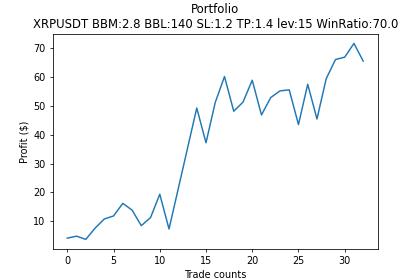 Portfolio
XRPUSDT BBM:2.8 BBL:140 SL:1.2 TP:1.4 lev:15 WinRatio:70.0
70
60
50
40
30
20
10
Profit ($)
0 5 10 15 20 25 30
Trade counts